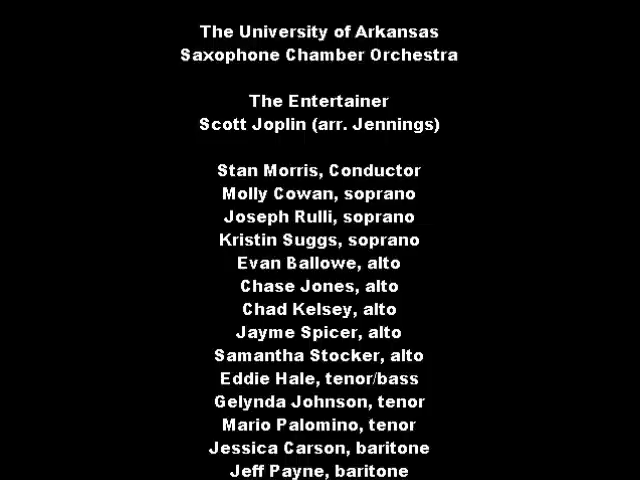 The University of Arkansas
Saxophone Chamber Orchestra
The Entertainer
Scott Joplin (arr. Jennings)
Stan Morris, Conductor
Molly Cowan, soprano
Joseph Rulli, soprano
Kristin Suggs, soprano
Evan Ballowe, alto
Chase Jones, alto
Chad Kelsey, alto
Jayme Spicer, alto
Samantha Stocker, alto
Eddie Hale, tenor/bass
Gelynda Johnson, tenor
Mario Palomino, tenor
Jessica Carson, baritone
Jeff Payne, baritone